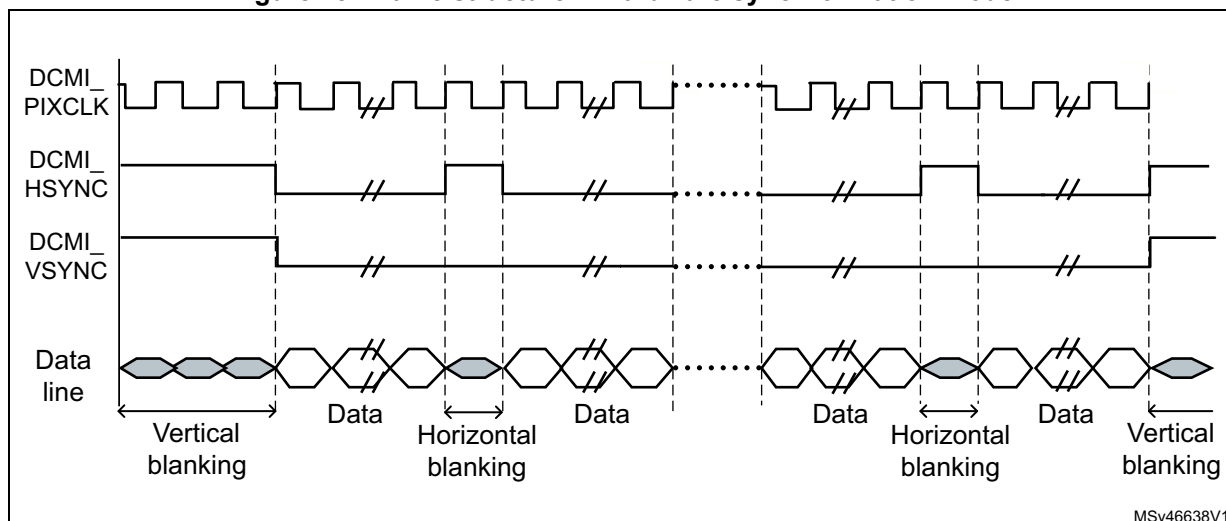 DCMI_
PIXCLK
DCMI_
HSYNC
DCMI_
VSYNC
Data
line
Data
Data
Data
Data
Vertical
blanking
Horizontal
blanking
Horizontal
blanking
Vertical
blanking
MSv46638V1